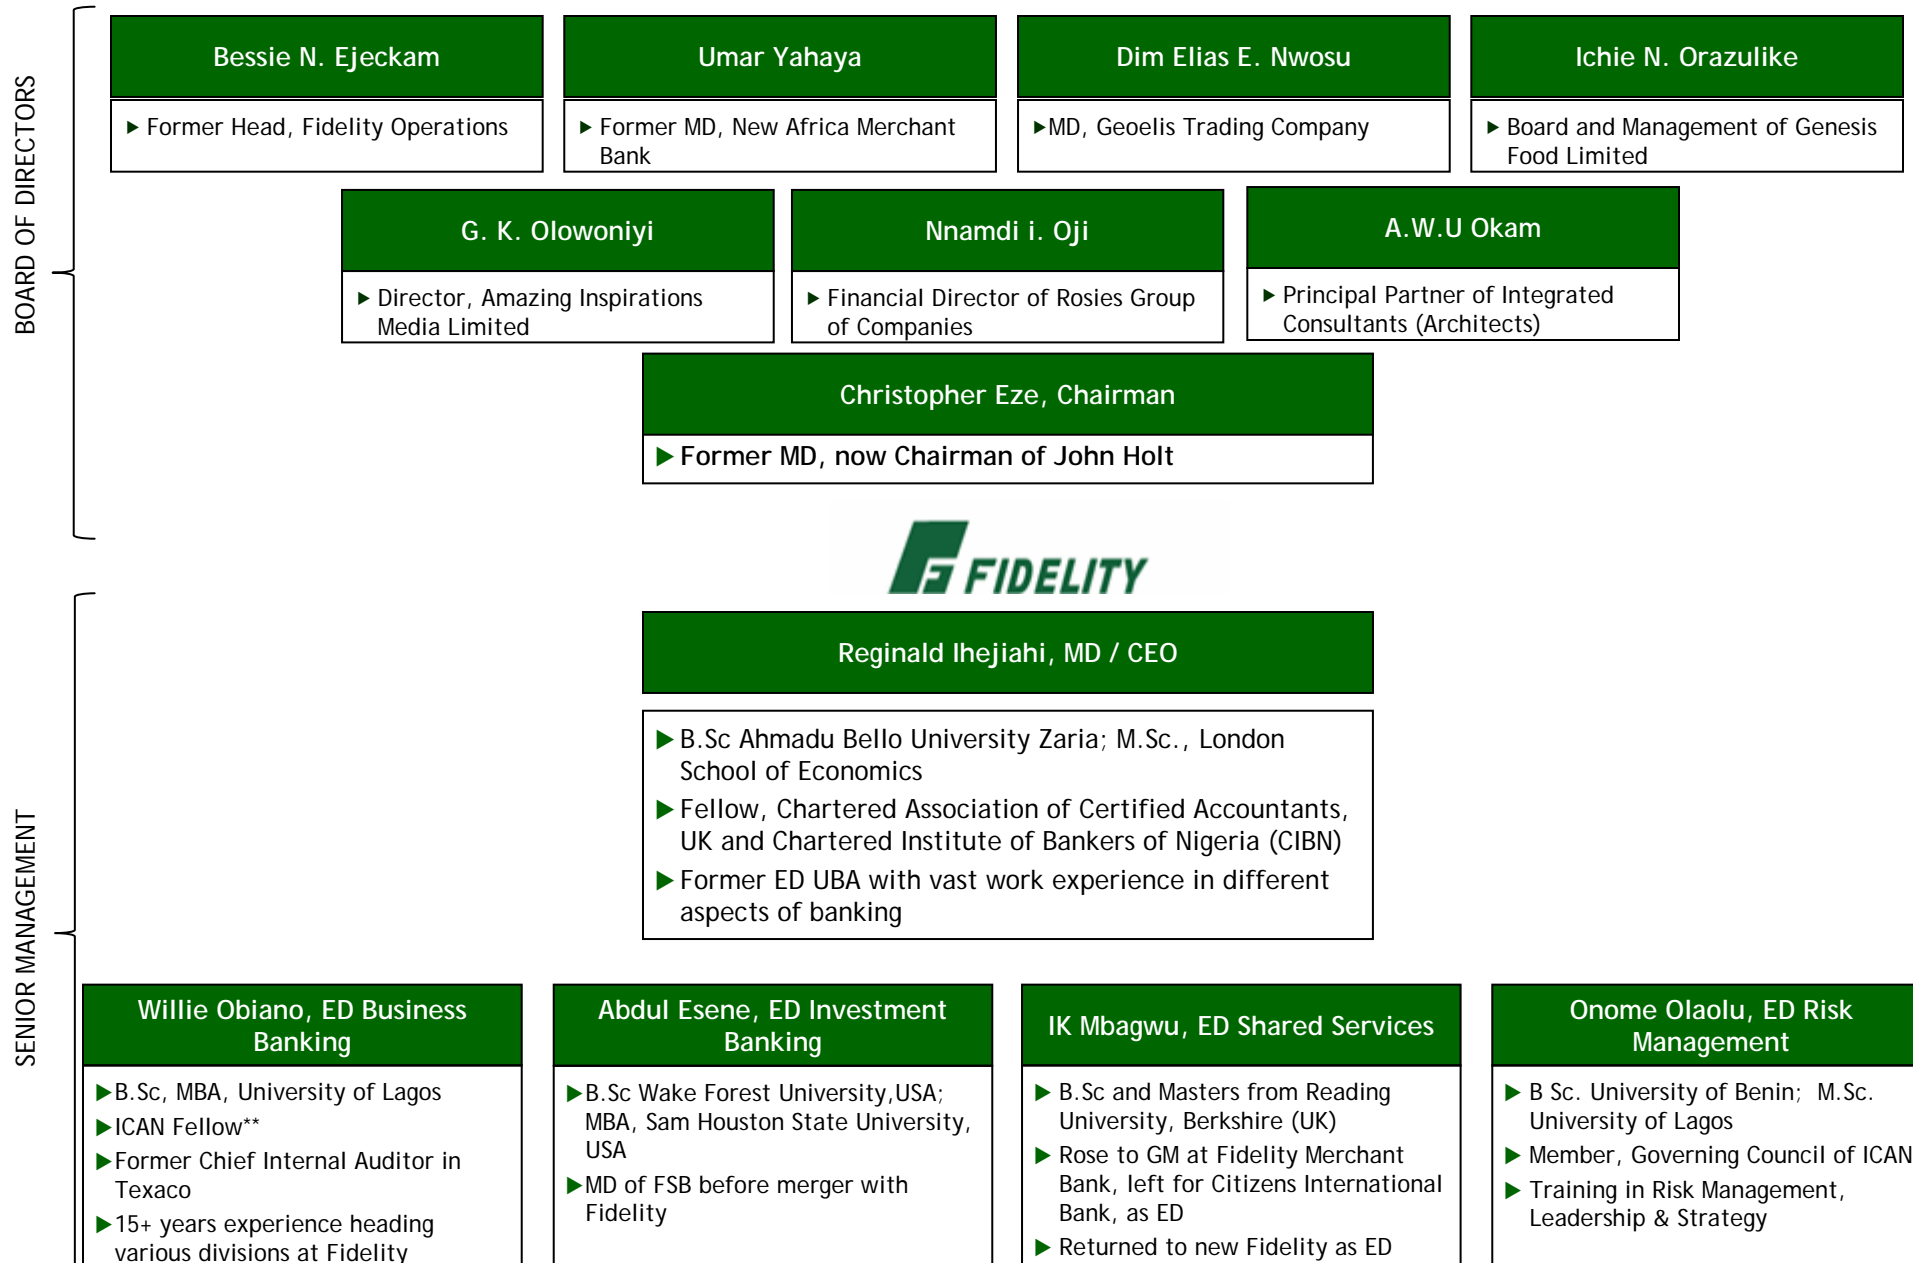 BOARD OF DIRECTORS
Bessie N. Ejeckam
▶ Former Head, Fidelity Operations
Umar Yahaya
▶ Former MD, New Africa Merchant
Bank
Dim Elias E. Nwosu
▶MD, Geoelis Trading Company
Ichie N. Orazulike
▶ Board and Management of Genesis
Food Limited
G. K. Olowoniyi
▶ Director, Amazing Inspirations
Media Limited
Nnamdi i. Oji
▶ Financial Director of Rosies Group
of Companies
A.W.U Okam
▶ Principal Partner of Integrated
Consultants (Architects)
Christopher Eze, Chairman
▶ Former MD, now Chairman of John Holt
FIDELITY
SENIOR MANAGEMENT
Reginald Ihejiahi, MD / CEO
▶ B.Sc Ahmadu Bello University Zaria; M.Sc., London
School of Economics
▶ Fellow, Chartered Association of Certified Accountants,
UK and Chartered Institute of Bankers of Nigeria (CIBN)
▶ Former ED UBA with vast work experience in different
aspects of banking
Willie Obiano, ED Business
Banking
▶B.Sc, MBA, University of Lagos
▶ICAN Fellow**
▶Former Chief Internal Auditor in
Texaco
▶15+ years experience heading
various divisions at Fidelity
Abdul Esene, ED Investment
Banking
▶B.Sc Wake Forest University,USA;
MBA, Sam Houston State University,
USA
▶MD of FSB before merger with
Fidelity
IK Mbagwu, ED Shared Services
▶ B.Sc and Masters from Reading
University, Berkshire (UK)
▶ Rose to GM at Fidelity Merchant
Bank, left for Citizens International
Bank, as ED
▶ Returned to new Fidelity as ED
Onome Olaolu, ED Risk
Management
▶ B Sc. University of Benin; M.Sc.
University of Lagos
▶ Member, Governing Council of ICAN
▶ Training in Risk Management,
Leadership & Strategy